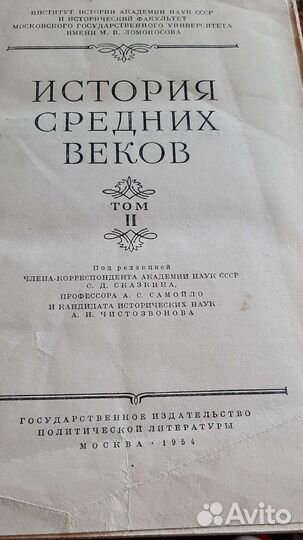 ИНСТИТУТ ИСТОРИИ АКАДЕМИИ НАУК СССР
И ИСТОРИЧЕСКИЙ ФАКУЛЬТЕТ
МОСКОВСКОГО ГОСУДАРСТВЕННОГО УНИВЕРСИТЕТА
ИМЕНИ М. В. ЛОМОНОСОВА
ИСТОРИЯ
СРЕДНИХ
ВЕКОВ
ТОМ
II
Под редакцией
ЧЛЕНА-КОРРЕСПОНДЕНТА АКАДЕМИИ НАУК СССР
С. Д. СКАЗКИНА,
ПРОФЕССОРА А. С. САМОЙЛО
И КАНДИДАТА ИСТОРИЧЕСКИХ НАУК
А. Н. ЧИСТОЗВОНОВА
ГОСУДАРСТВЕННОЕ ИЗДАТЕЛЬСТВО
ПОЛИТИЧЕСКОЙ ЛИТЕРАТУРЫ
МОСКВА · 1954
Avito